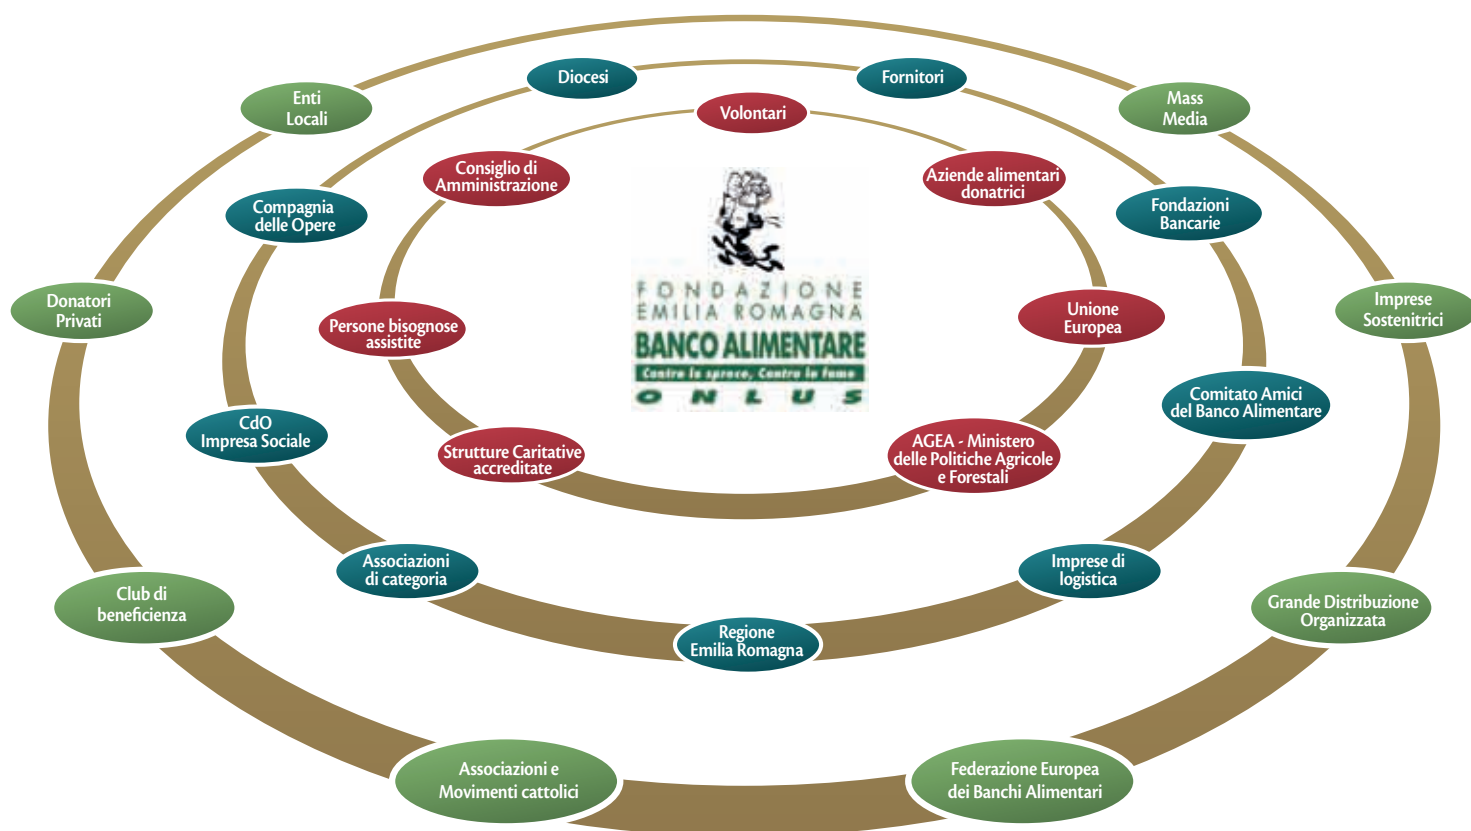 Diocesi
Fornitori
Enti
Locali
Mass
Media
Volontari
Consiglio di
Amministrazione
Aziende alimentari
donatrici
Compagnia
delle Opere
Fondazioni
Bancarie
Donatori
Privati
Persone bisognose
assistite
FONDAZIONE
EMILIA ROMAGNA
BANCO ALIMENTARE
Contro lo spreco, Contro la fame
ONLUS
Unione
Europea
Imprese
Sostenitrici
CdO
Impresa Sociale
Comitato Amici
del Banco Alimentare
Strutture Caritative
accreditate
AGEA - Ministero
delle Politiche Agricole
e Forestali
Associazioni
di categoria
Imprese di
logistica
Club di
beneficienza
Grande Distribuzione
Organizzata
Regione
Emilia Romagna
Associazioni e
Movimenti cattolici
Federazione Europea
dei Banchi Alimentari